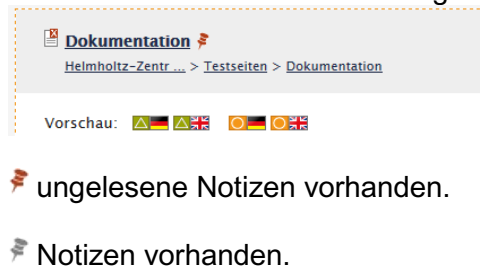 Dokumentation
Helmholtz-Zentr ... > Testseiten > Dokumentation
Vorschau:
ungelesene Notizen vorhanden.
Notizen vorhanden.